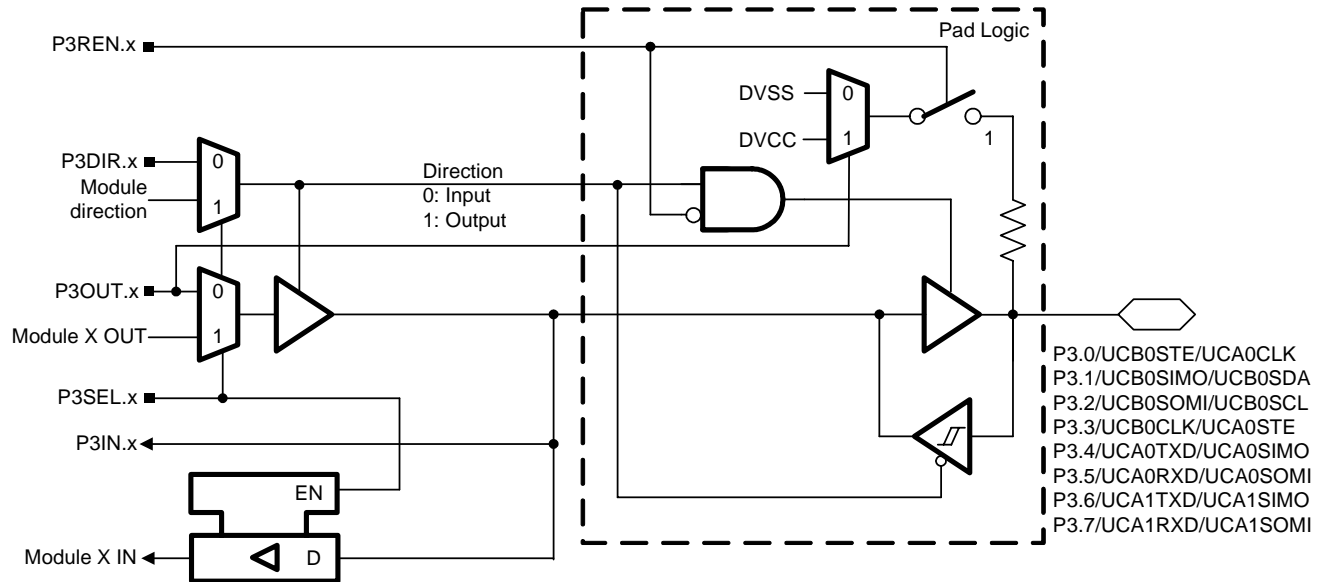 Pad Logic
P3REN.x
DVSS
0
DVCC
1
1
P3DIR.x
0
Module
direction
1
Direction
0: Input
1: Output
P3OUT.x
0
Module X OUT
1
P3SEL.x
P3IN.x
EN
Module X IN
D
P3.0/UCB0STE/UCA0CLK
P3.1/UCB0SIMO/UCB0SDA
P3.2/UCB0SOMI/UCB0SCL
P3.3/UCB0CLK/UCA0STE
P3.4/UCA0TXD/UCA0SIMO
P3.5/UCA0RXD/UCA0SOMI
P3.6/UCA1TXD/UCA1SIMO
P3.7/UCA1RXD/UCA1SOMI